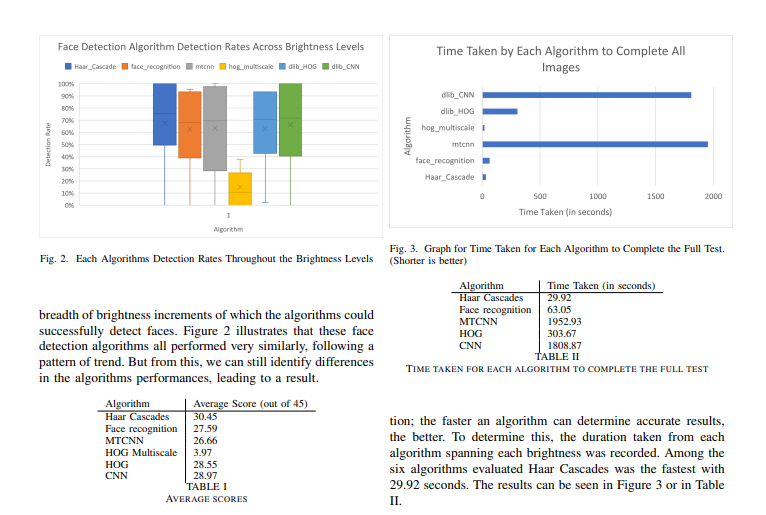 Face Detection Algorithm Detection Rates Across Brightness Levels
Haar_Cascade face_recognition mtcnn hog_multiscale dlib_HOG dlib_CNN
100%
90%
80%
70%
60%
50%
40%
30%
20%
10%
0%
Detection Rate
1
Algorithm
Fig. 2. Each Algorithms Detection Rates Throughout the Brightness Levels
breadth of brightness increments of which the algorithms could
successfully detect faces. Figure 2 illustrates that these face
detection algorithms all performed very similarly, following a
pattern of trend. But from this, we can still identify differences
in the algorithms performances, leading to a result.
Algorithm Average Score (out of 45)
Haar Cascades 30.45
Face recognition 27.59
MTCNN 26.66
HOG Multiscale 3.97
HOG 28.55
CNN 28.97
TABLE I
AVERAGE SCORES
Time Taken by Each Algorithm to Complete All
Images
Algorithm
dlib_CNN
dlib_HOG
hog_multiscale
mtcnn
face_recognition
Haar_Cascade
0 500 1000 1500 2000
Time Taken (in seconds)
Fig. 3. Graph for Time Taken for Each Algorithm to Complete the Full Test.
(Shorter is better)
Algorithm Time Taken (in seconds)
Haar Cascades 29.92
Face recognition 63.05
MTCNN 1952.93
HOG 303.67
CNN 1808.87
TABLE II
TIME TAKEN FOR EACH ALGORITHM TO COMPLETE THE FULL TEST
tion; the faster an algorithm can determine accurate results,
the better. To determine this, the duration taken from each
algorithm spanning each brightness was recorded. Among the
six algorithms evaluated Haar Cascades was the fastest with
29.92 seconds. The results can be seen in Figure 3 or in Table
II.